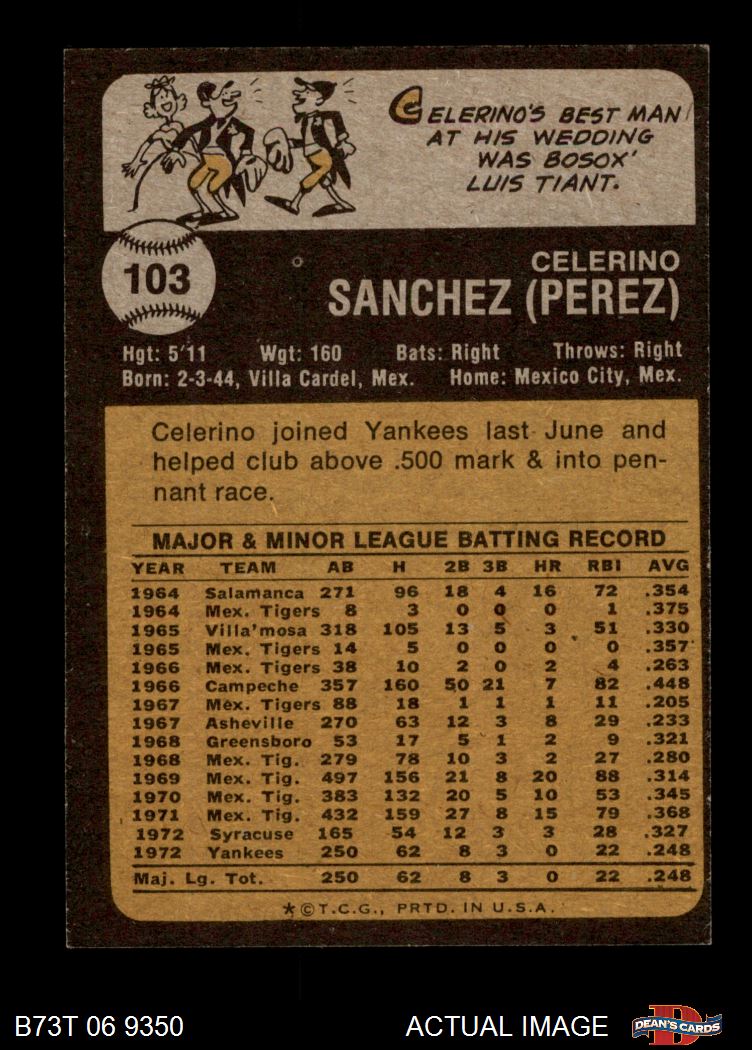 CELERINO'S BEST MAN
AT HIS WEDDING
WAS BOSOX'
LUIS TIANT.
103
CELERINO
SANCHEZ (PEREZ)
Hgt: 5'11 Wgt: 160 Bats: Right Throws: Right
Born: 2-3-44, Villa Cardel, Mex. Home: Mexico City, Mex.
Celerino joined Yankees last June and
helped club above .500 mark & into pen-
nant race.
MAJOR & MINOR LEAGUE BATTING RECORD
YEAR TEAM AB H 2B 3B HR RBI AVG
1964 Salamanca 271 96 18 4 16 72 .354
1964 Mex. Tigers 8 3 0 0 0 1 .375
1965 Villa'mosa 318 105 13 5 3 51 .330
1965 Mex. Tigers 14 5 0 0 0 0 .357
1966 Mex. Tigers 38 10 2 0 2 4 .263
1966 Campeche 357 160 50 21 7 82 .448
1967 Mex. Tigers 88 18 1 1 1 11 .205
1967 Asheville 270 63 12 3 8 29 .233
1968 Greensboro 53 17 5 1 2 9 .321
1968 Mex. Tig. 279 78 10 3 2 27 .280
1969 Mex. Tig. 497 156 21 8 20 88 .314
1970 Mex. Tig. 383 132 20 5 10 53 .345
1971 Mex. Tig. 432 159 27 8 15 79 .368
1972 Syracuse 165 54 12 3 3 28 .327
1972 Yankees 250 62 8 3 0 22 .248
Maj. Lg. Tot. 250 62 8 3 0 22 .248
★©T.C.G., PRTD. IN U.S.A.
B73T 06 9350 ACTUAL IMAGE DEAN'S CARDS